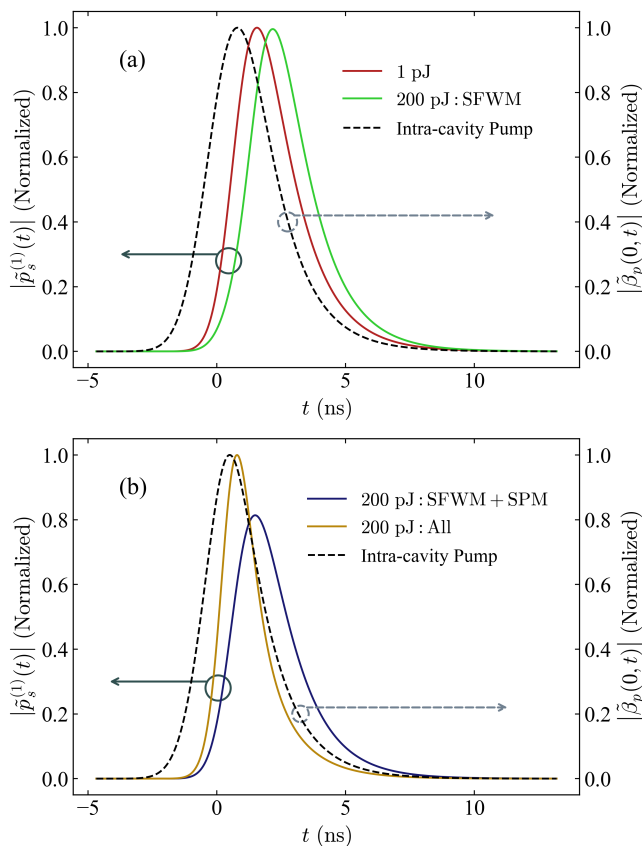 (a)
1 pJ
200 pJ : SFWM
Intra-cavity Pump
|p̃_s^(1)(t)| (Normalized)
|β̃_p(0, t)| (Normalized)
1.0
0.8
0.6
0.4
0.2
0.0
1.0
0.8
0.6
0.4
0.2
0.0
−5 0 5 10
t (ns)
(b)
200 pJ : SFWM + SPM
200 pJ : All
Intra-cavity Pump
|p̃_s^(1)(t)| (Normalized)
|β̃_p(0, t)| (Normalized)
1.0
0.8
0.6
0.4
0.2
0.0
1.0
0.8
0.6
0.4
0.2
0.0
−5 0 5 10
t (ns)